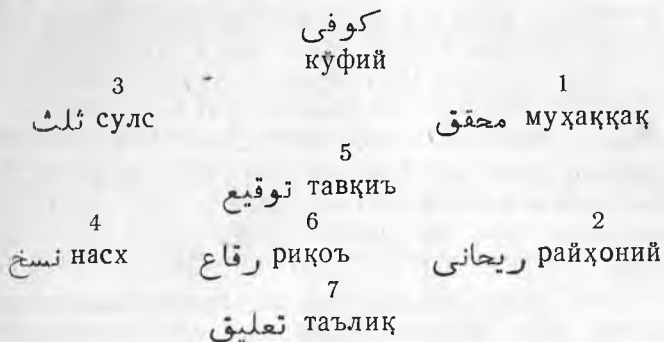 كوفى
кӯфий
3 1
ثلث сулс محقق муҳаққақ
5
توقيع тавқиъ
4 6 2
نسخ насх رقاع риқоъ ريحانى райҳоний
7
تعليق таълиқ